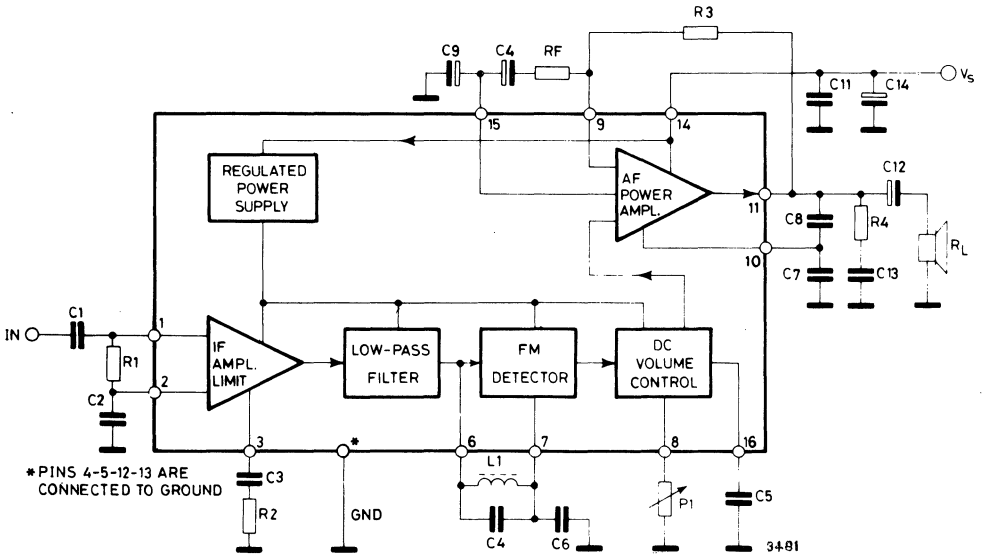 R3
C9
C4
RF
Vs
C11
C14
15
9
14
REGULATED
POWER
SUPPLY
AF
POWER
AMPL.
11
C12
C8
R4
RL
10
C7
C13
IN
C1
1
R1
2
C2
IF
AMPL.
LIMIT
LOW-PASS
FILTER
FM
DETECTOR
DC
VOLUME
CONTROL
3
*
6
7
8
16
* PINS 4-5-12-13 ARE
CONNECTED TO GROUND
C3
R2
GND
L1
C4
C6
P1
C5
3481